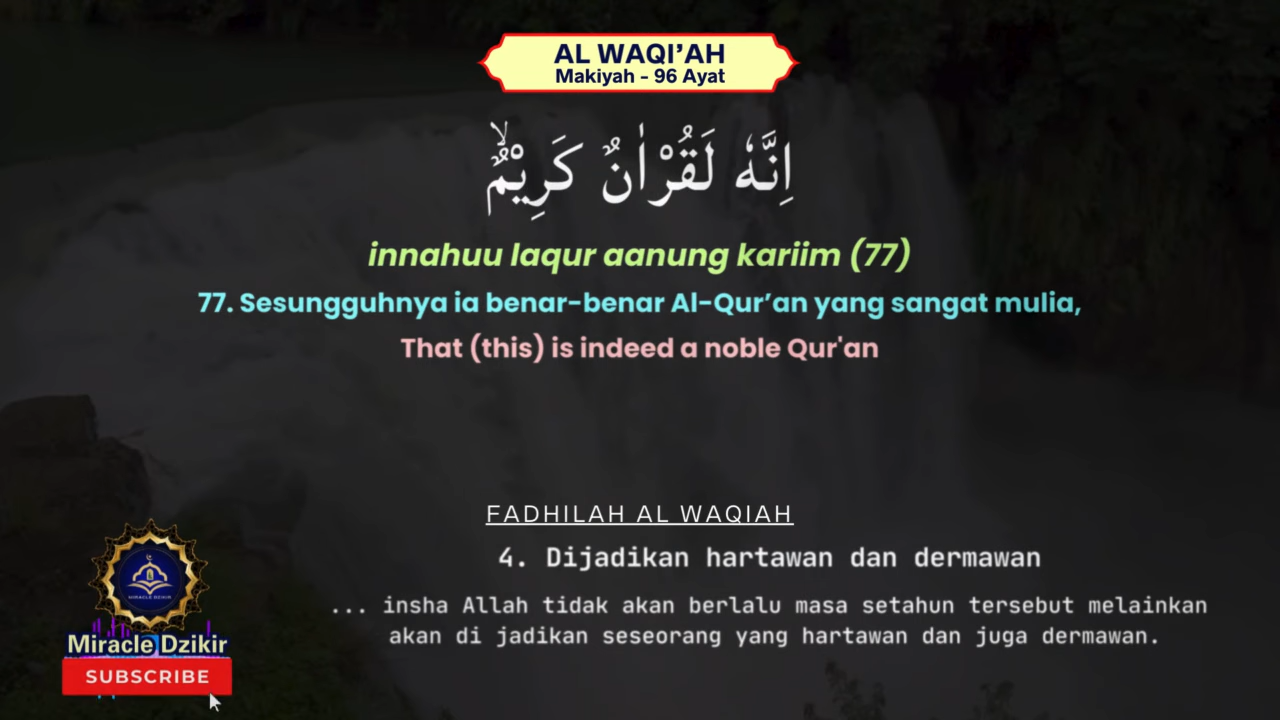 AL WAQI’AH
Makiyah - 96 Ayat
اِنَّهٗ لَقُرْاٰنٌ كَرِيْمٌۙ
innahuu laqur aanung kariim (77)
77. Sesungguhnya ia benar-benar Al-Qur’an yang sangat mulia,
That (this) is indeed a noble Qur'an
FADHILAH AL WAQIAH
4. Dijadikan hartawan dan dermawan
... insha Allah tidak akan berlalu masa setahun tersebut melainkan
akan di jadikan seseorang yang hartawan dan juga dermawan.
MIRACLE DZIKIR
Miracle Dzikir
SUBSCRIBE